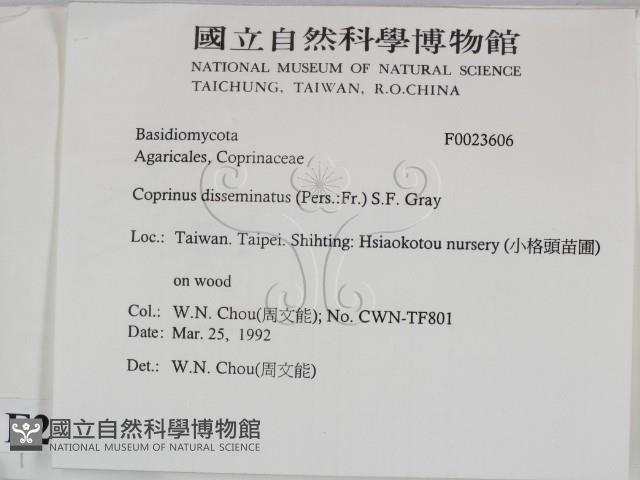 國立自然科學博物館
NATIONAL MUSEUM OF NATURAL SCIENCE
TAICHUNG, TAIWAN, R.O.CHINA
Basidiomycota F0023606
Agaricales, Coprinaceae
Coprinus disseminatus (Pers.:Fr.) S.F. Gray
Loc.: Taiwan. Taipei. Shihting: Hsiaokotou nursery (小格頭苗圃)
on wood
Col.: W.N. Chou(周文能); No. CWN-TF801
Date: Mar. 25, 1992
Det.: W.N. Chou(周文能)
國立自然科學博物館
NATIONAL MUSEUM OF NATURAL SCIENCE